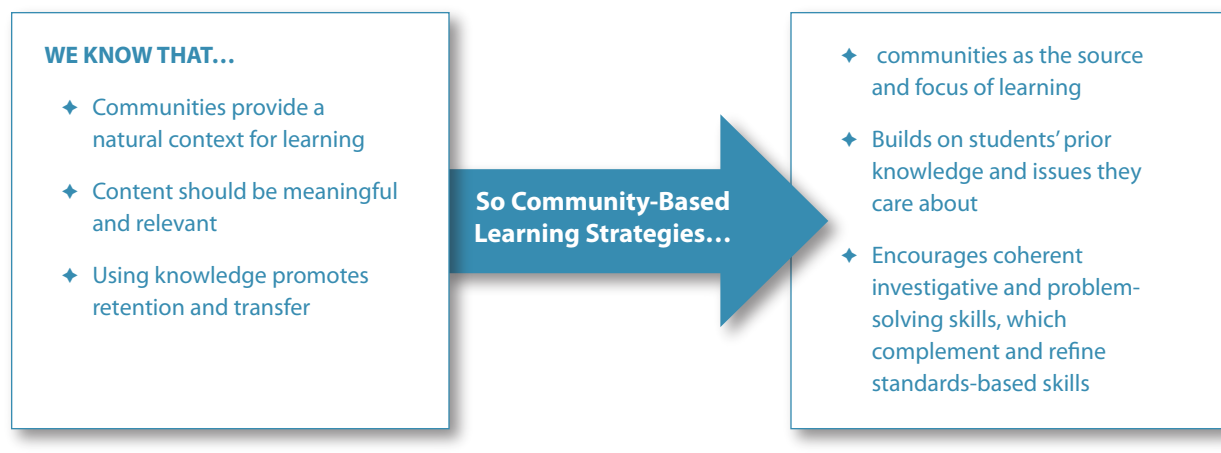 WE KNOW THAT…
✦ Communities provide a
natural context for learning
✦ Content should be meaningful
and relevant
✦ Using knowledge promotes
retention and transfer
So Community-Based
Learning Strategies…
✦ communities as the source
and focus of learning
✦ Builds on students’ prior
knowledge and issues they
care about
✦ Encourages coherent
investigative and problem-
solving skills, which
complement and refine
standards-based skills